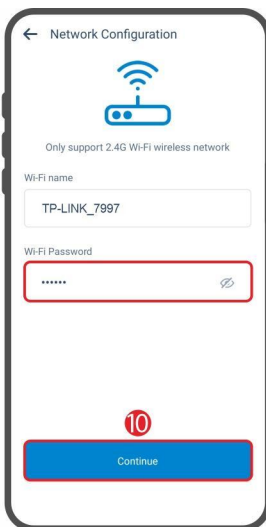 Network Configuration
Only support 2.4G Wi-Fi wireless network
Wi-Fi name
TP-LINK_7997
Wi-Fi Password
••••••
10
Continue